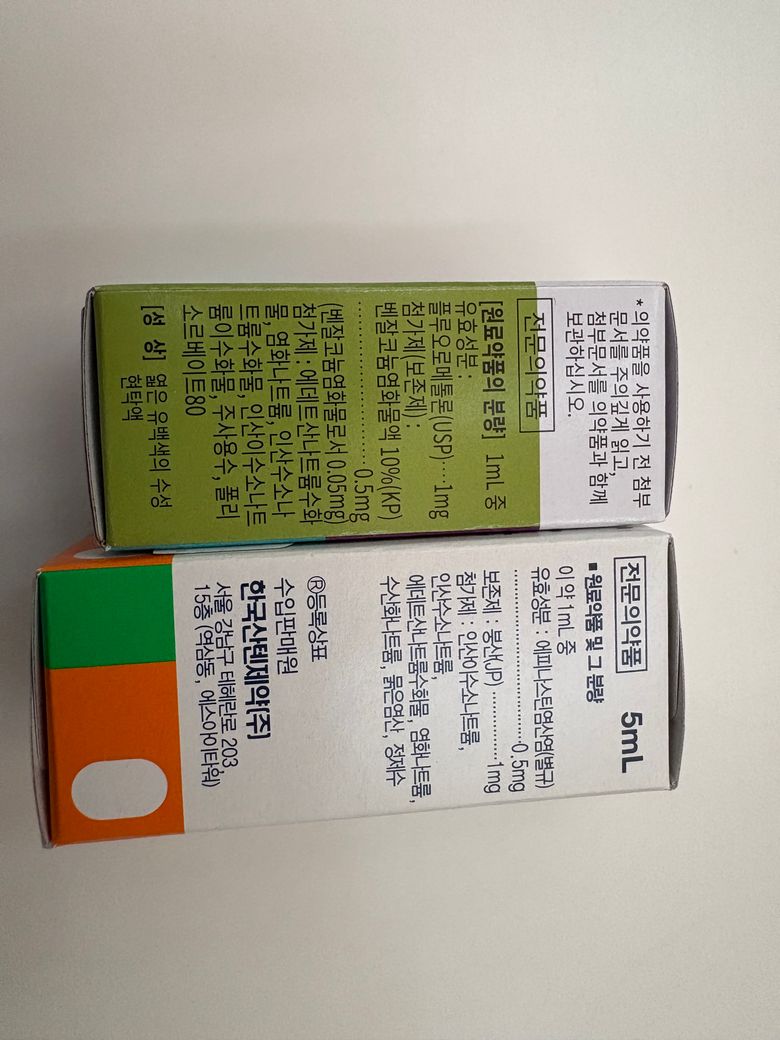 *의약품을 사용하기 전 첨부
문서를 주의깊게 읽고,
첨부문서를 의약품과 함께
보관하십시오.
전문의약품
[원료약품의 분량] 1mL 중
유효성분 :
플루오로메톨론(USP)····1mg
첨가제(보존제) :
벤잘코늄염화물액 10%(KP)
························0.5mg
(벤잘코늄염화물로서 0.05mg)
첨가제 : 에데트산나트륨수화
물, 염화나트륨, 인산수소나
트륨수화물, 인산이수소나트
륨이수화물, 주사용수, 폴리
소르베이트80
[성 상] 엷은 유백색의 수성
현탁액
전문의약품 5mL
■ 원료약품 및 그 분량
이 약 1mL 중
유효성분 : 에피나스틴염산염(별규)
·······························0.5mg
보존제 : 붕산(JP) ············1mg
첨가제 : 인산이수소나트륨,
인산수소나트륨,
에데트산나트륨수화물, 염화나트륨,
수산화나트륨, 묽은염산, 정제수
®등록상표
수입판매원
한국산텐제약(주)
서울 강남구 테헤란로 203
15층 (역삼동, 에스아이타워)